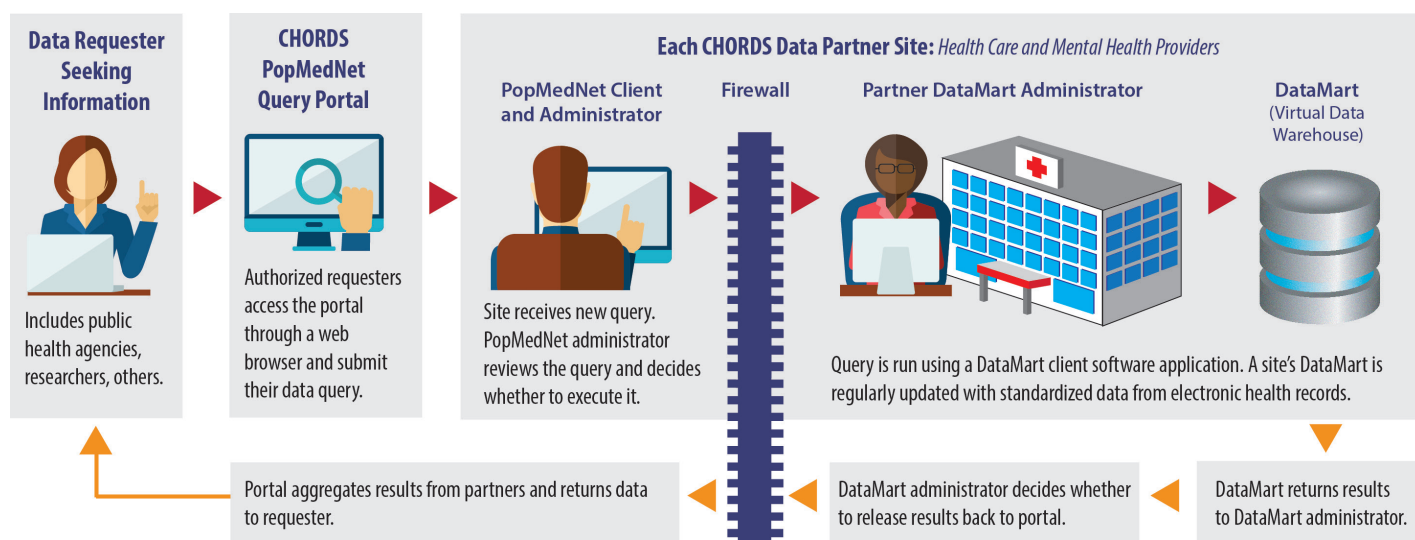 Data Requester
Seeking
Information
Includes public
health agencies,
researchers, others.
CHORDS
PopMedNet
Query Portal
Authorized requesters
access the portal
through a web
browser and submit
their data query.
Each CHORDS Data Partner Site: Health Care and Mental Health Providers
PopMedNet Client
and Administrator
Site receives new query.
PopMedNet administrator
reviews the query and decides
whether to execute it.
Firewall
Partner DataMart Administrator
DataMart
(Virtual Data
Warehouse)
Query is run using a DataMart client software application. A site's DataMart is
regularly updated with standardized data from electronic health records.
DataMart returns results
to DataMart administrator.
DataMart administrator decides whether
to release results back to portal.
Portal aggregates results from partners and returns data
to requester.